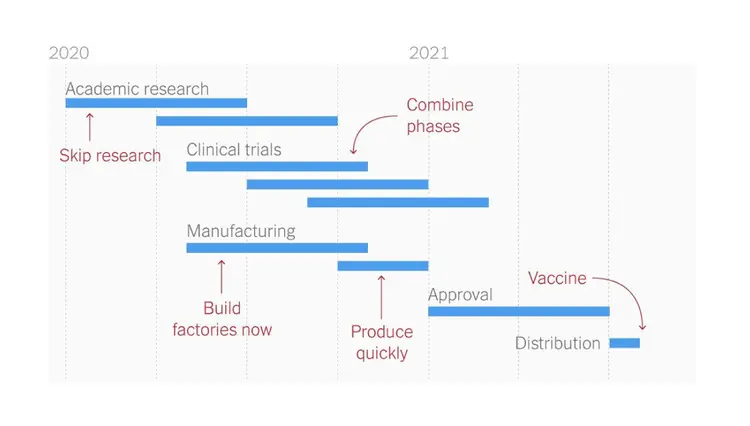 2020
2021
Academic research
Skip research
Combine
phases
Clinical trials
Manufacturing
Build
factories now
Produce
quickly
Approval
Vaccine
Distribution